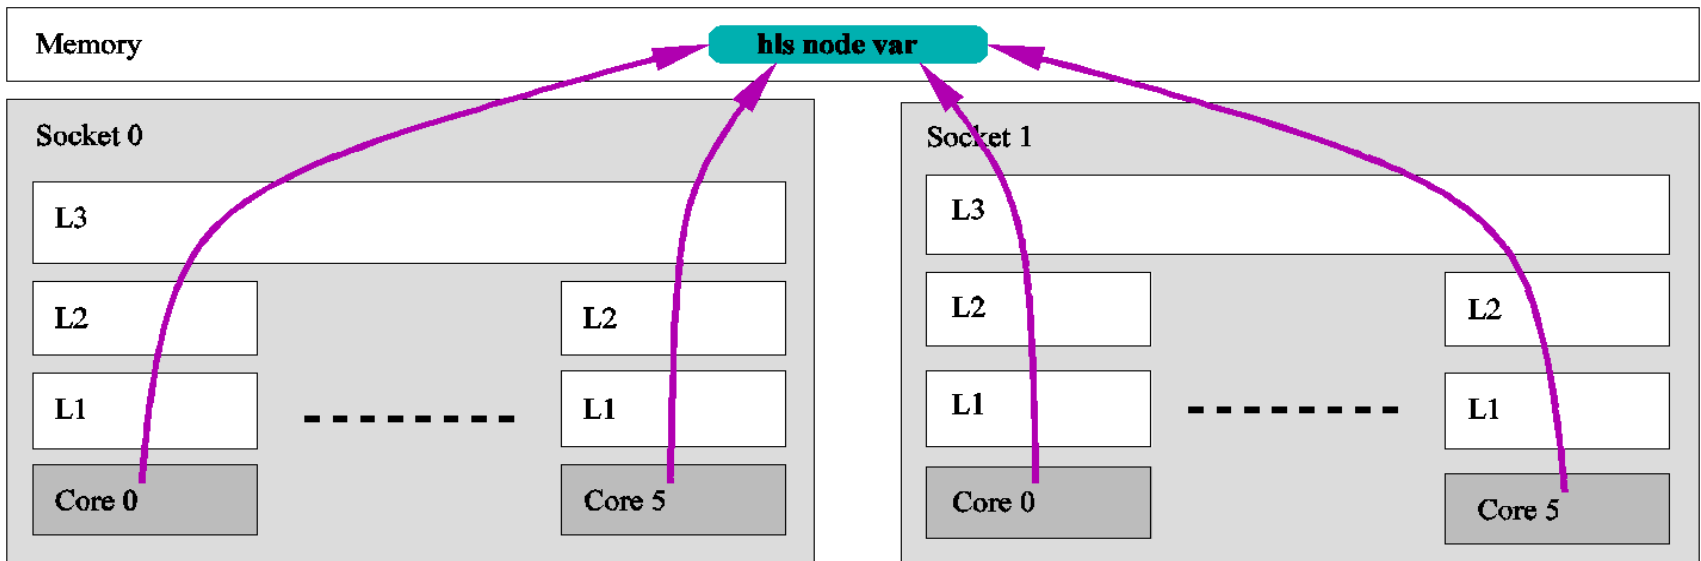 Memory
hls node var
Socket 0
Socket 1
L3
L3
L2
L2
L2
L2
L1
L1
L1
L1
Core 0
Core 5
Core 0
Core 5